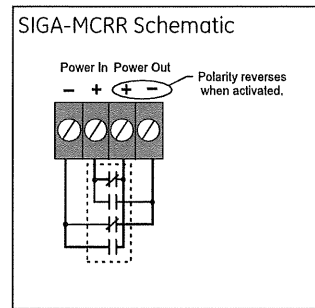 SIGA-MCRR Schematic
Power In Power Out
− + + −
Polarity reverses
when activated.